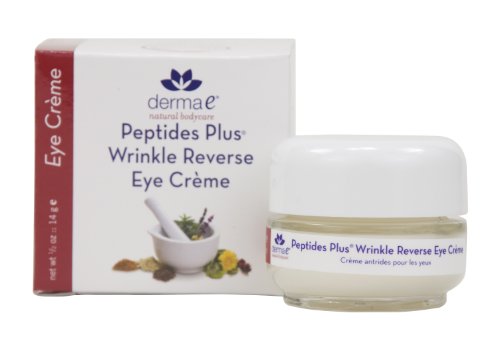 Eye Crème
net wt ½ oz :: 14 g e
derma e®
natural bodycare
Peptides Plus®
Wrinkle Reverse
Eye Crème
derma e
Peptides Plus® Wrinkle Reverse Eye Crème
Crème antirides pour les yeux